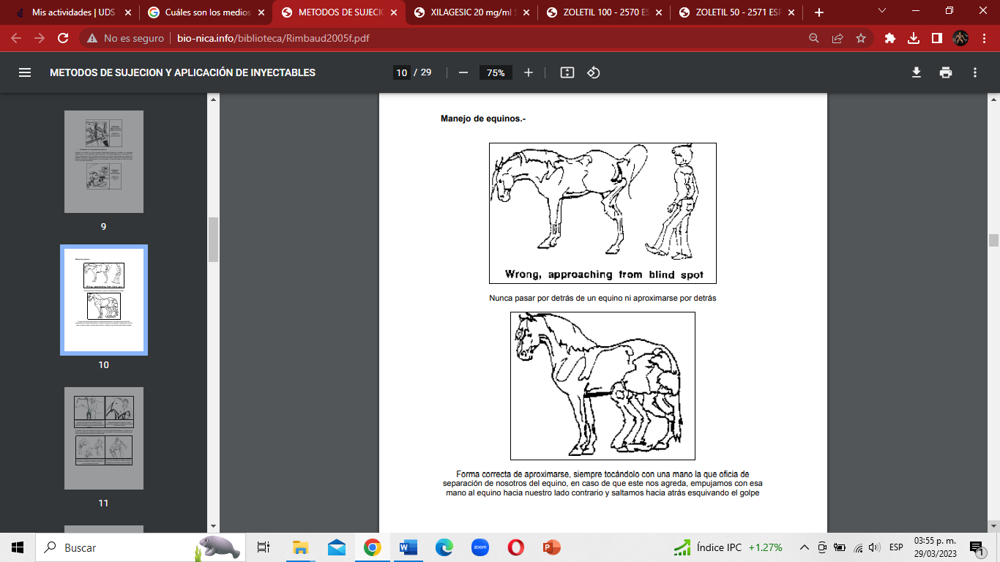 Mis actividades | UDS
Cuáles son los medios
METODOS DE SUJECIO
XILAGESIC 20 mg/ml S
ZOLETIL 100 - 2570 ES
ZOLETIL 50 - 2571 ESP
No es seguro
bio-nica.info/biblioteca/Rimbaud2005f.pdf
METODOS DE SUJECION Y APLICACIÓN DE INYECTABLES
10 / 29
75%
9
10
11
Manejo de equinos.-
Wrong, approaching from blind spot
Nunca pasar por detrás de un equino ni aproximarse por detrás
Forma correcta de aproximarse, siempre tocándolo con una mano la que oficia de
separación de nosotros del equino, en caso de que este nos agreda, empujamos con esa
mano al equino hacia nuestro lado contrario y saltamos hacia atrás esquivando el golpe
Buscar
zoom
Índice IPC +1.27%
ESP
03:55 p. m.
29/03/2023
1